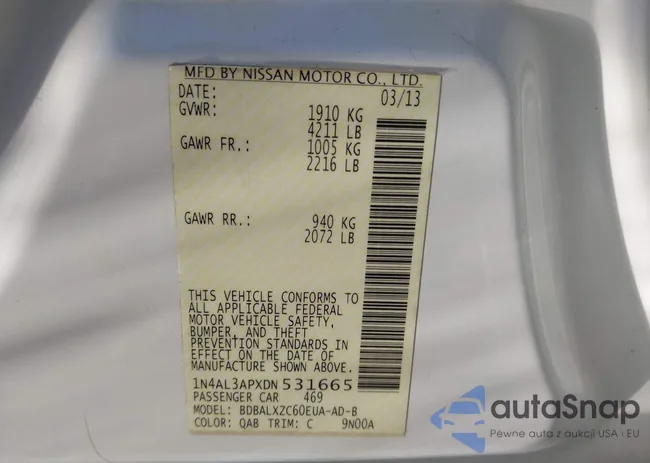 MFD BY NISSAN MOTOR CO., LTD.
DATE: 03/13
GVWR: 1910 KG
4211 LB
GAWR FR.: 1005 KG
2216 LB
GAWR RR.: 940 KG
2072 LB
THIS VEHICLE CONFORMS TO
ALL APPLICABLE FEDERAL
MOTOR VEHICLE SAFETY,
BUMPER, AND THEFT
PREVENTION STANDARDS IN
EFFECT ON THE DATE OF
MANUFACTURE SHOWN ABOVE.
1N4AL3APXDN 531665
PASSENGER CAR 469
MODEL: BDBALXZC60EUA-AD-B
COLOR: QAB TRIM: C 9N00A
autoSnap
Pewne auta z aukcji USA i EU